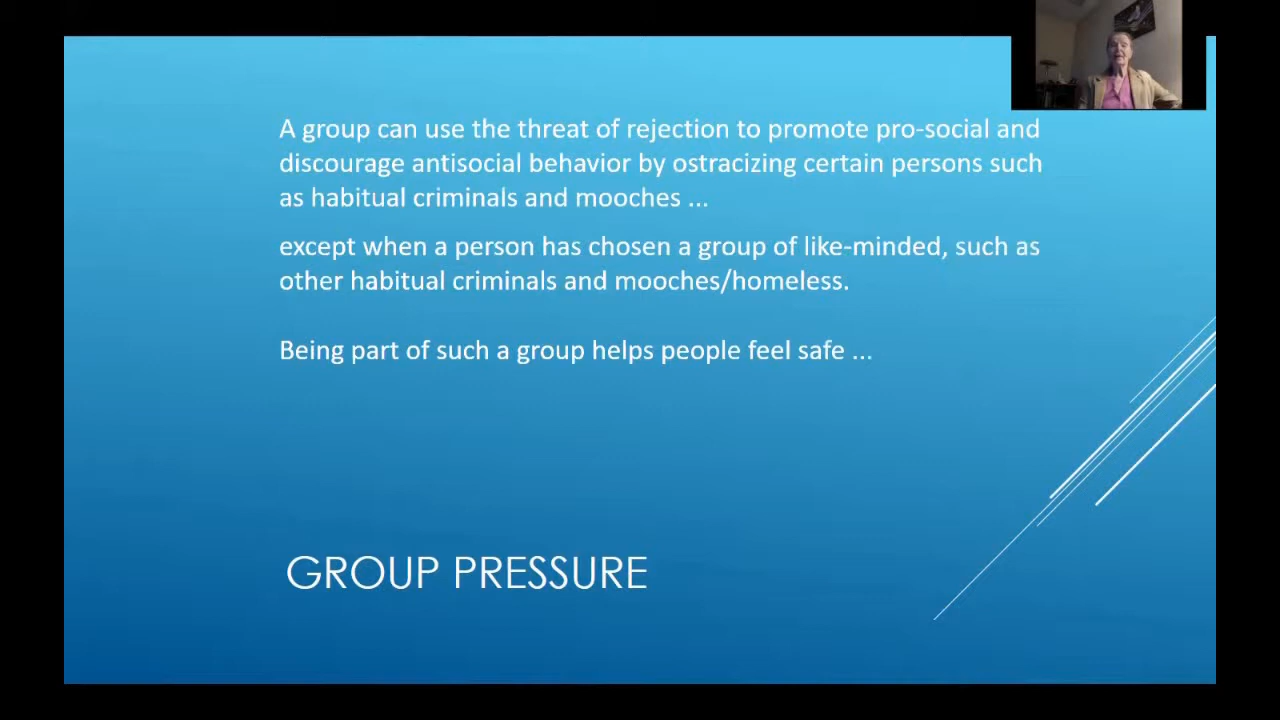 A group can use the threat of rejection to promote pro-social and
discourage antisocial behavior by ostracizing certain persons such
as habitual criminals and mooches ...
except when a person has chosen a group of like-minded, such as
other habitual criminals and mooches/homeless.
Being part of such a group helps people feel safe ...
GROUP PRESSURE